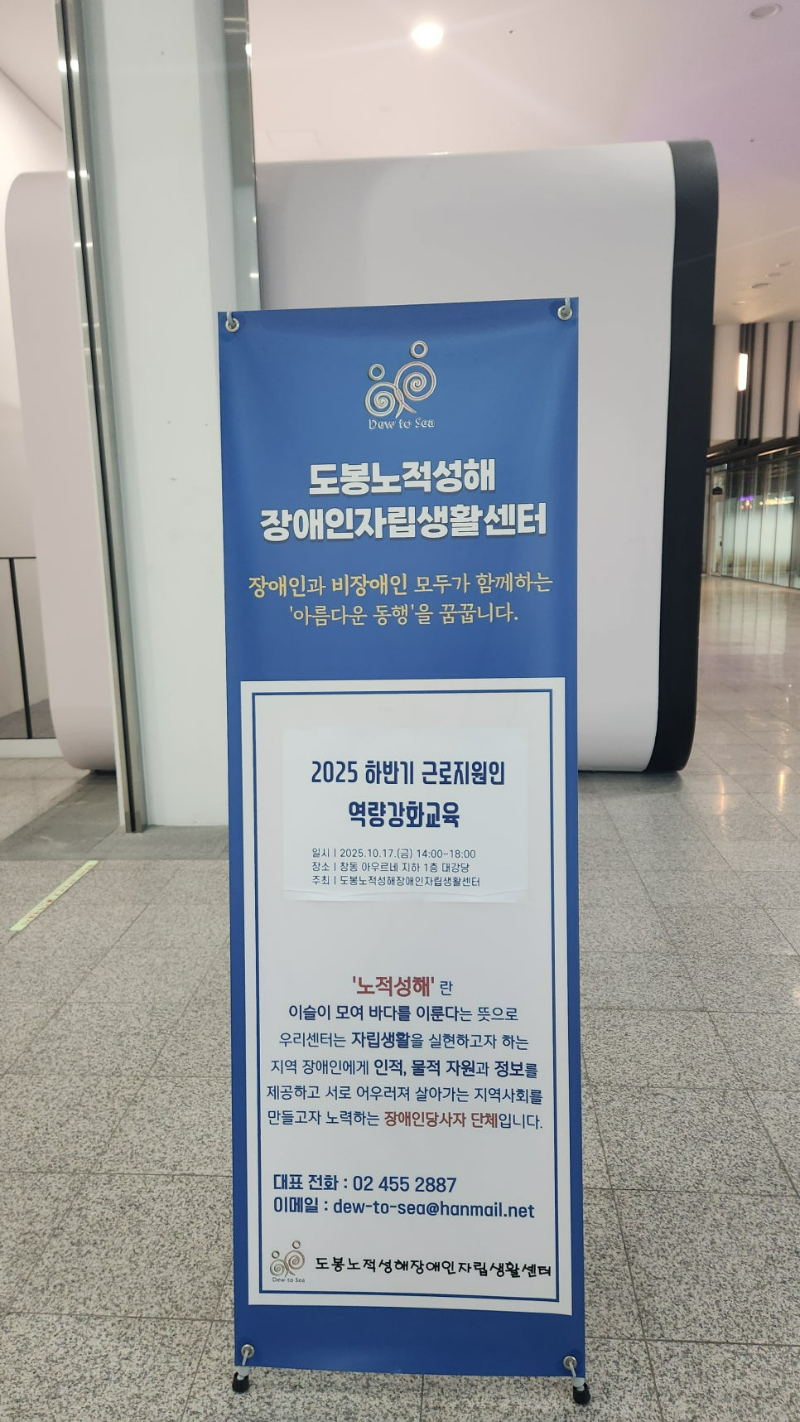 Dew to Sea
도봉노적성해
장애인자립생활센터
장애인과 비장애인 모두가 함께하는
'아름다운 동행'을 꿈꿉니다.
2025 하반기 근로지원인
역량강화교육
일시 | 2025.10.17.(금) 14:00-18:00
장소 | 창동 아우르네 지하 1층 대강당
주최 | 도봉노적성해장애인자립생활센터
'노적성해' 란
이슬이 모여 바다를 이룬다는 뜻으로
우리센터는 자립생활을 실현하고자 하는
지역 장애인에게 인적, 물적 자원과 정보를
제공하고 서로 어우러져 살아가는 지역사회를
만들고자 노력하는 장애인당사자 단체입니다.
대표 전화 : 02 455 2887
이메일 : dew-to-sea@hanmail.net
Dew to Sea
도봉노적성해장애인자립생활센터